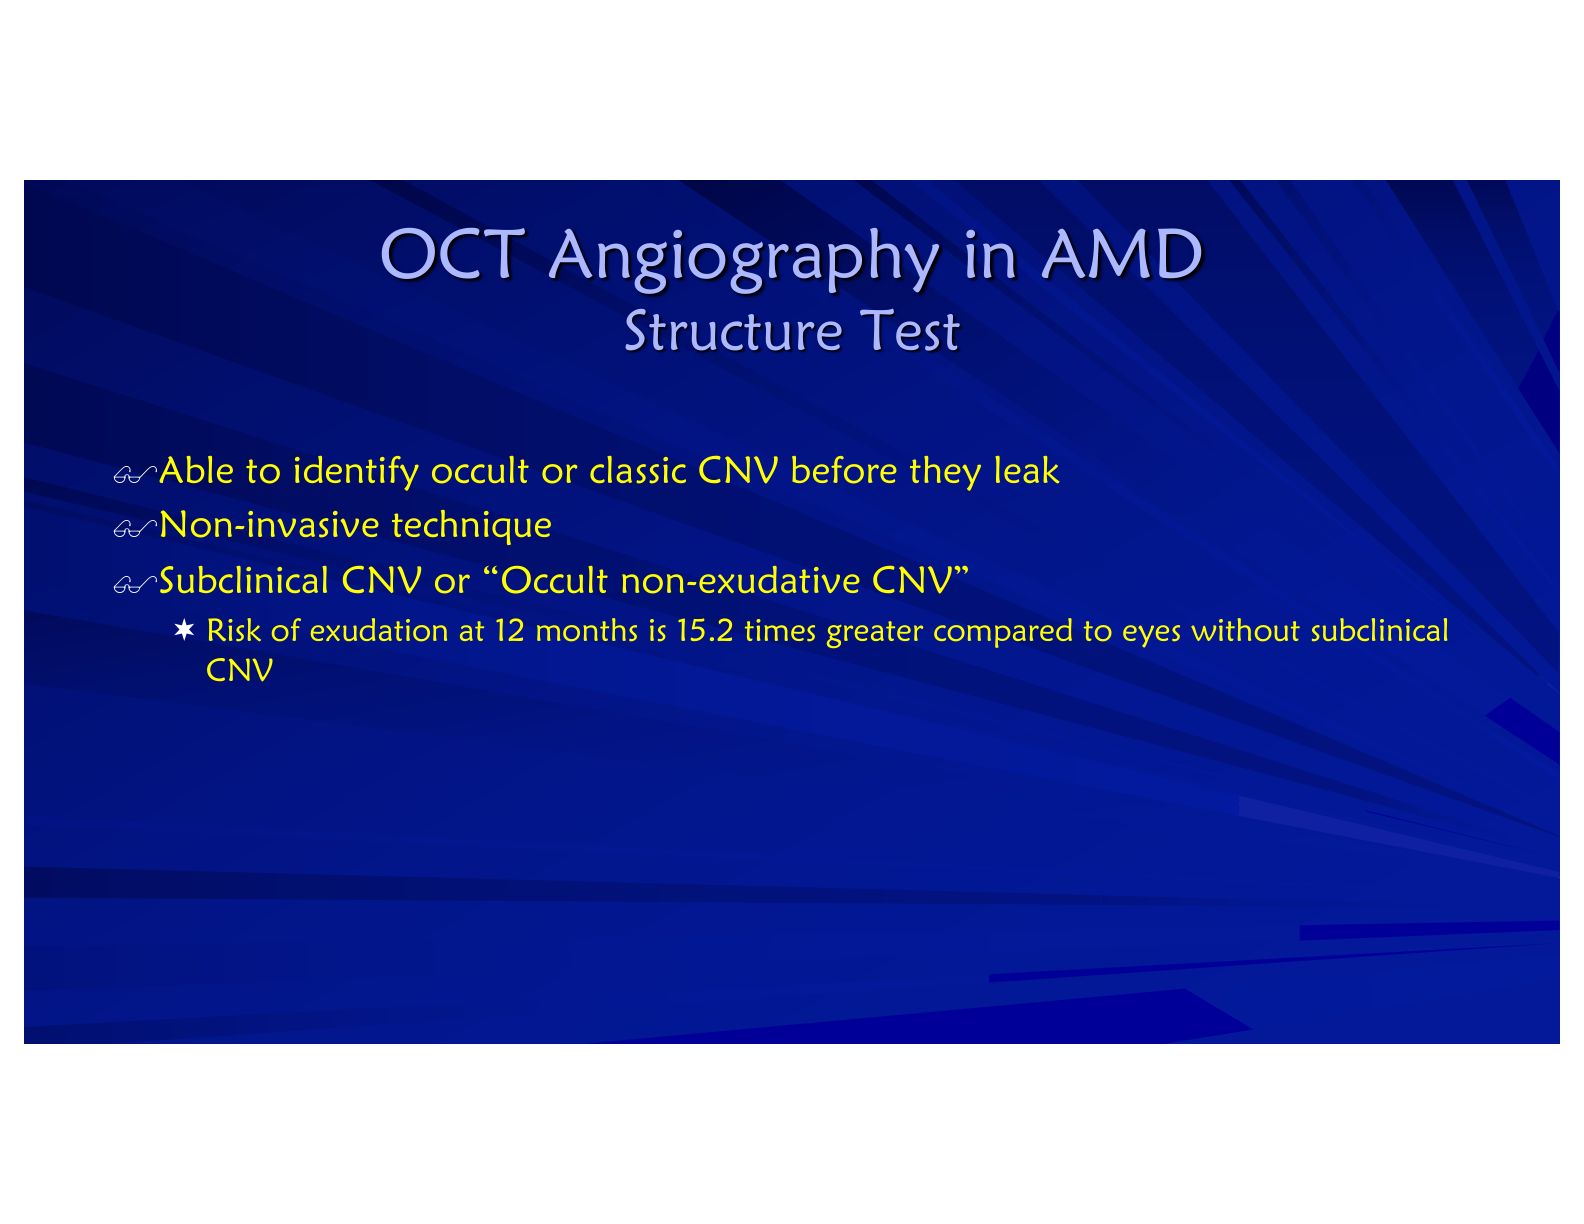 OCT Angiography in AMD
Structure Test
Able to identify occult or classic CNV before they leak
Non-invasive technique
Subclinical CNV or “Occult non-exudative CNV”
Risk of exudation at 12 months is 15.2 times greater compared to eyes without subclinical
CNV